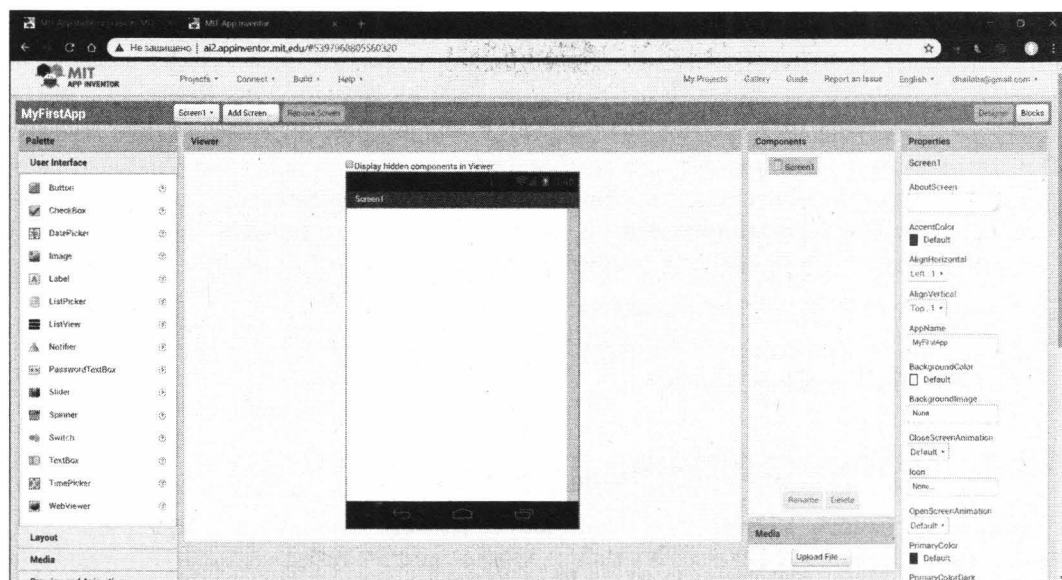 MIT App Inventor
Не защищено | ai2.appinventor.mit.edu/#5397960805560320
MIT
APP INVENTOR
Projects Connect Build Help My Projects Gallery Guide Report an Issue English
MyFirstApp Screen1 Add Screen Remove Screen Designer Blocks
Palette Viewer Components Properties
User Interface
Button
CheckBox
DatePicker
Image
Label
ListPicker
ListView
Notifier
PasswordTextBox
Slider
Spinner
Switch
TextBox
TimePicker
WebViewer
Layout
Media
Display hidden components in Viewer
Screen1
Screen1
Rename Delete
Media
Upload File ...
Screen1
AboutScreen
AccentColor
Default
AlignHorizontal
Left : 1
AlignVertical
Top : 1
AppName
MyFirstApp
BackgroundColor
Default
BackgroundImage
None
CloseScreenAnimation
Default
Icon
None...
OpenScreenAnimation
Default
PrimaryColor
Default
PrimaryColorDark